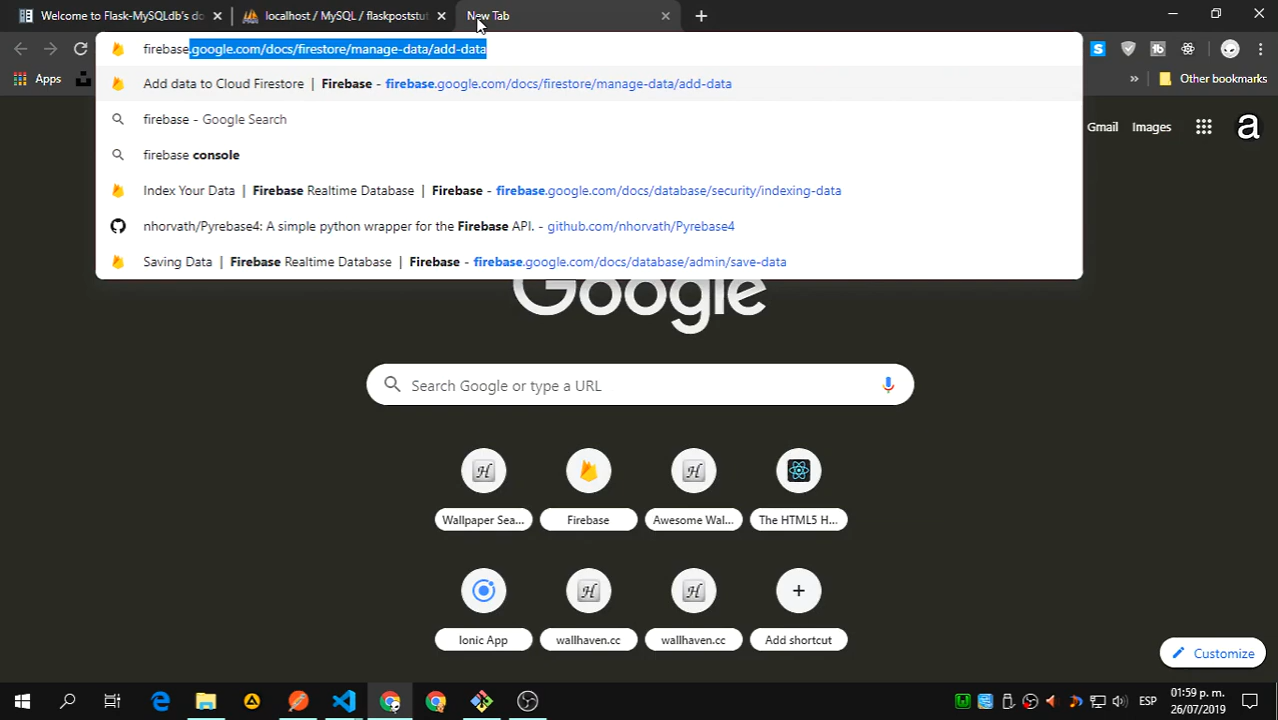 Welcome to Flask-MySQLdb's do
localhost / MySQL / flaskpoststut
New Tab
firebase.google.com/docs/firestore/manage-data/add-data
Apps
Other bookmarks
Add data to Cloud Firestore | Firebase - firebase.google.com/docs/firestore/manage-data/add-data
firebase - Google Search
firebase console
Index Your Data | Firebase Realtime Database | Firebase - firebase.google.com/docs/database/security/indexing-data
nhorvath/Pyrebase4: A simple python wrapper for the Firebase API. - github.com/nhorvath/Pyrebase4
Saving Data | Firebase Realtime Database | Firebase - firebase.google.com/docs/database/admin/save-data
Gmail Images a
Google
Search Google or type a URL
Wallpaper Sea... Firebase Awesome Wal... The HTML5 H...
Ionic App wallhaven.cc wallhaven.cc Add shortcut
Customize
ESP
01:59 p. m.
26/07/2019